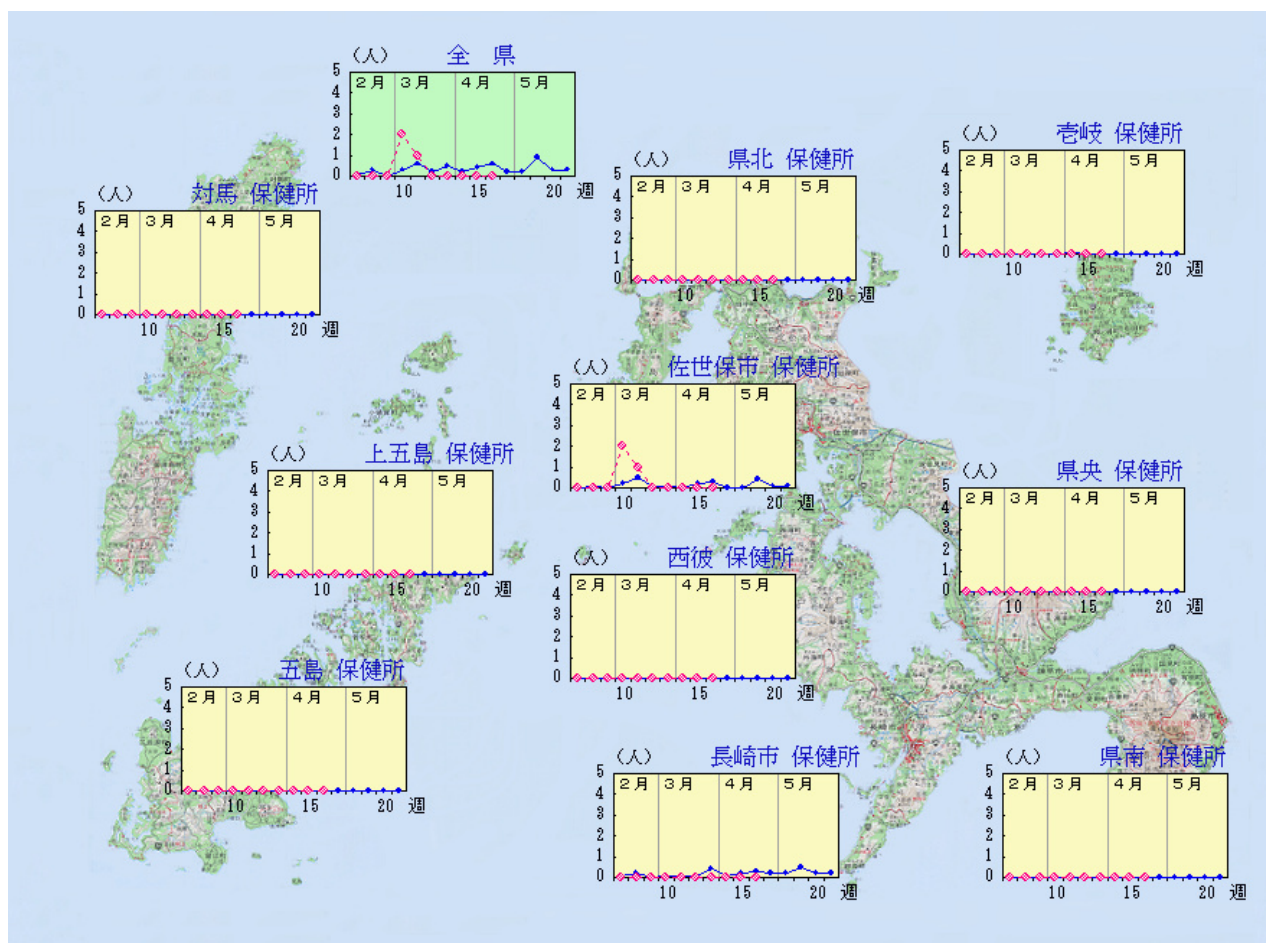 (人) 全 県
5 2月 3月 4月 5月
4
3
2
1
0 10 15 20 週
(人) 対馬 保健所
5 2月 3月 4月 5月
4
3
2
1
0 10 15 20 週
(人) 県北 保健所
5 2月 3月 4月 5月
4
3
2
1
0 10 15 20 週
(人) 壱岐 保健所
5 2月 3月 4月 5月
4
3
2
1
0 10 15 20 週
(人) 佐世保市 保健所
5 2月 3月 4月 5月
4
3
2
1
0 10 15 20 週
(人) 上五島 保健所
5 2月 3月 4月 5月
4
3
2
1
0 10 15 20 週
(人) 県央 保健所
5 2月 3月 4月 5月
4
3
2
1
0 10 15 20 週
(人) 西彼 保健所
5 2月 3月 4月 5月
4
3
2
1
0 10 15 20 週
(人) 五島 保健所
5 2月 3月 4月 5月
4
3
2
1
0 10 15 20 週
(人) 長崎市 保健所
5 2月 3月 4月 5月
4
3
2
1
0 10 15 20 週
(人) 県南 保健所
5 2月 3月 4月 5月
4
3
2
1
0 10 15 20 週